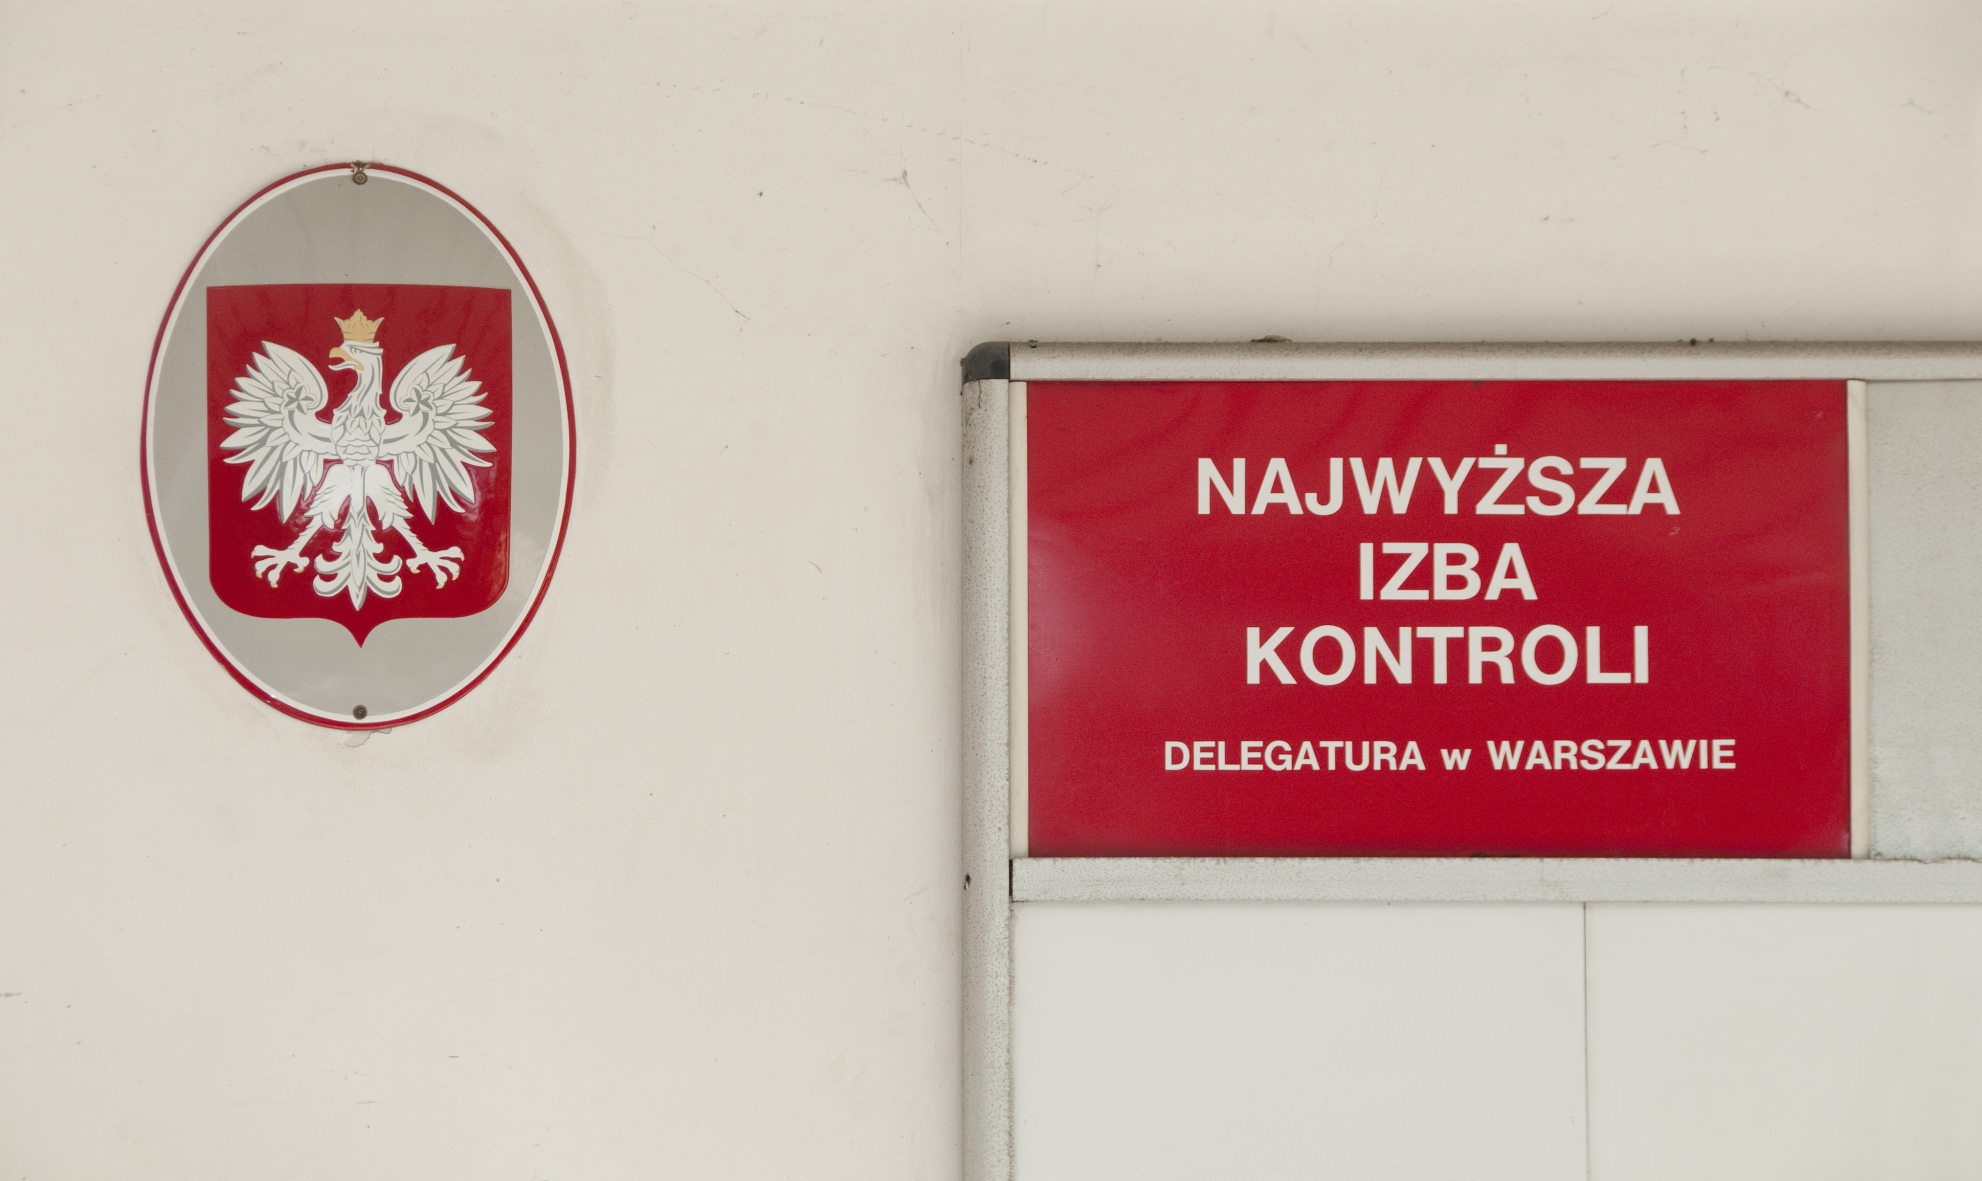 NAJWYŻSZA
IZBA
KONTROLI
DELEGATURA w WARSZAWIE